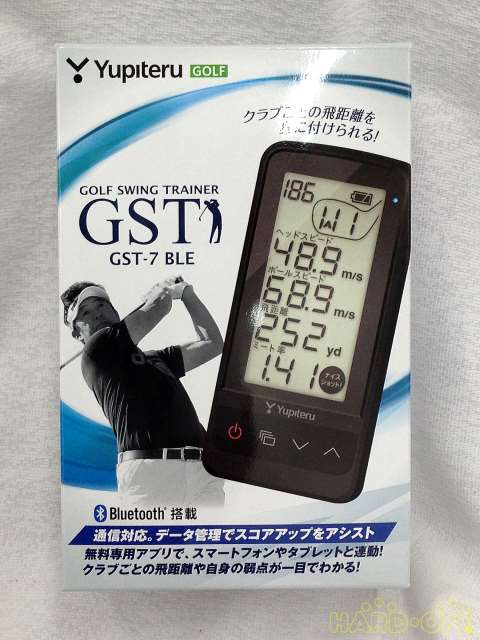 Yupiteru GOLF
クラブごとの飛距離を
身に付けられる!
GOLF SWING TRAINER
GST
GST-7 BLE
186
W1
ヘッドスピード
48.9 m/s
ボールスピード
68.9 m/s
飛距離
252 yd
ミート率
1.41
ナイス
ショット!
Yupiteru
Bluetooth® 搭載
通信対応。データ管理でスコアアップをアシスト
無料専用アプリで、スマートフォンやタブレットと連動!
クラブごとの飛距離や自身の弱点が一目でわかる!
HARD-OFF